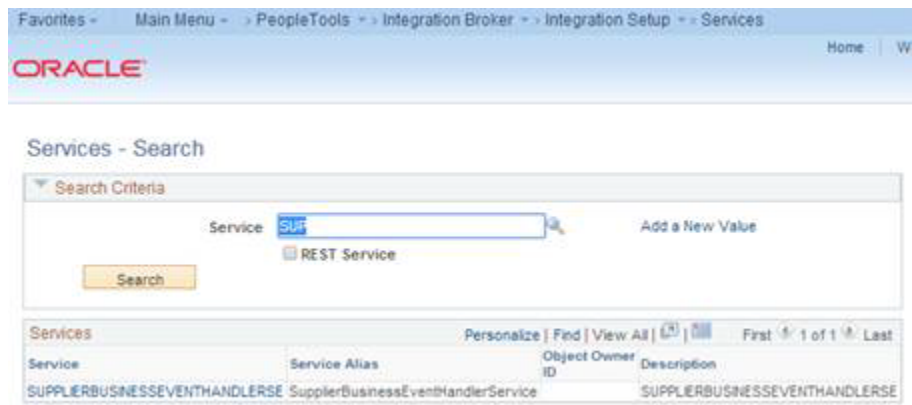 Favorites Main Menu > PeopleTools > Integration Broker > Integration Setup > Services
Home W
ORACLE
Services - Search
Search Criteria
Service SUP Add a New Value
REST Service
Search
Services Personalize | Find | View All | | First 1 of 1 Last
Service Service Alias Object Owner ID Description
SUPPLIERBUSINESSEVENTHANDLERSE SupplierBusinessEventHandlerService SUPPLIERBUSINESSEVENTHANDLERSE